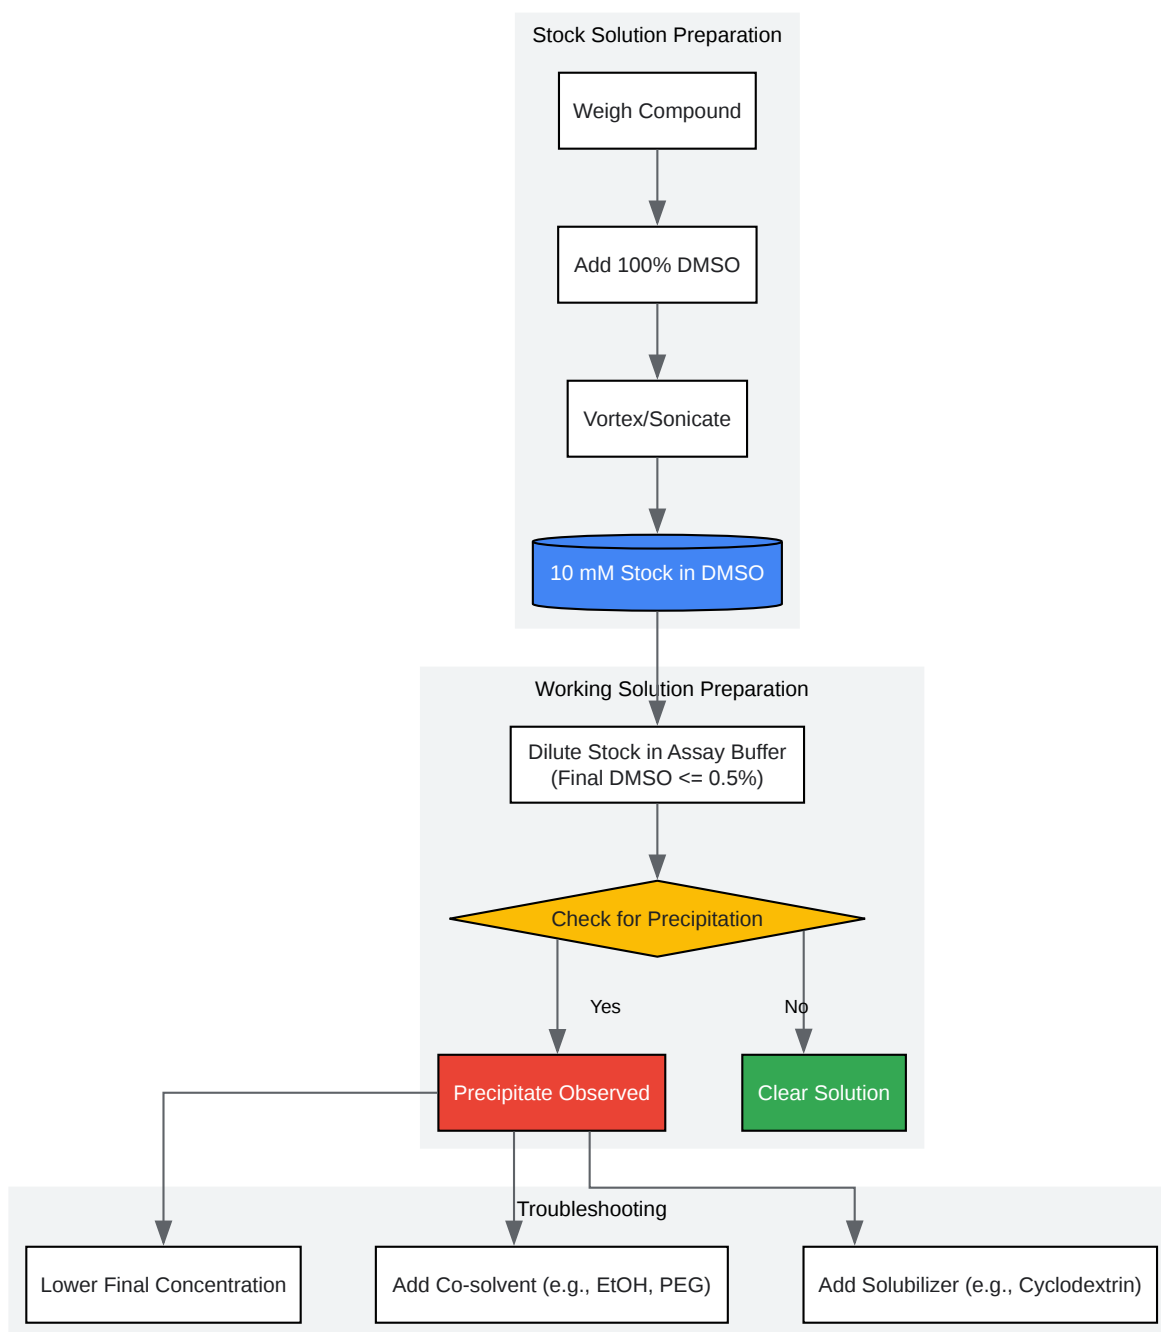 Stock Solution Preparation
Weigh Compound
Add 100% DMSO
Vortex/Sonicate
10 mM Stock in DMSO
Working Solution Preparation
Dilute Stock in Assay Buffer
(Final DMSO <= 0.5%)
Check for Precipitation
Yes
No
Precipitate Observed
Clear Solution
Troubleshooting
Lower Final Concentration
Add Co-solvent (e.g., EtOH, PEG)
Add Solubilizer (e.g., Cyclodextrin)